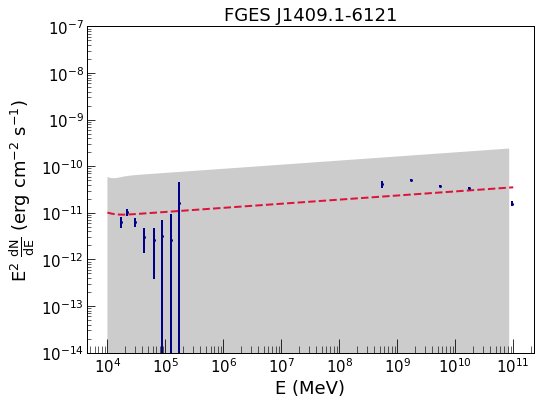 FGES J1409.1-6121
E² dN/dE (erg cm⁻² s⁻¹)
10⁻⁷
10⁻⁸
10⁻⁹
10⁻¹⁰
10⁻¹¹
10⁻¹²
10⁻¹³
10⁻¹⁴
10⁴ 10⁵ 10⁶ 10⁷ 10⁸ 10⁹ 10¹⁰ 10¹¹
E (MeV)